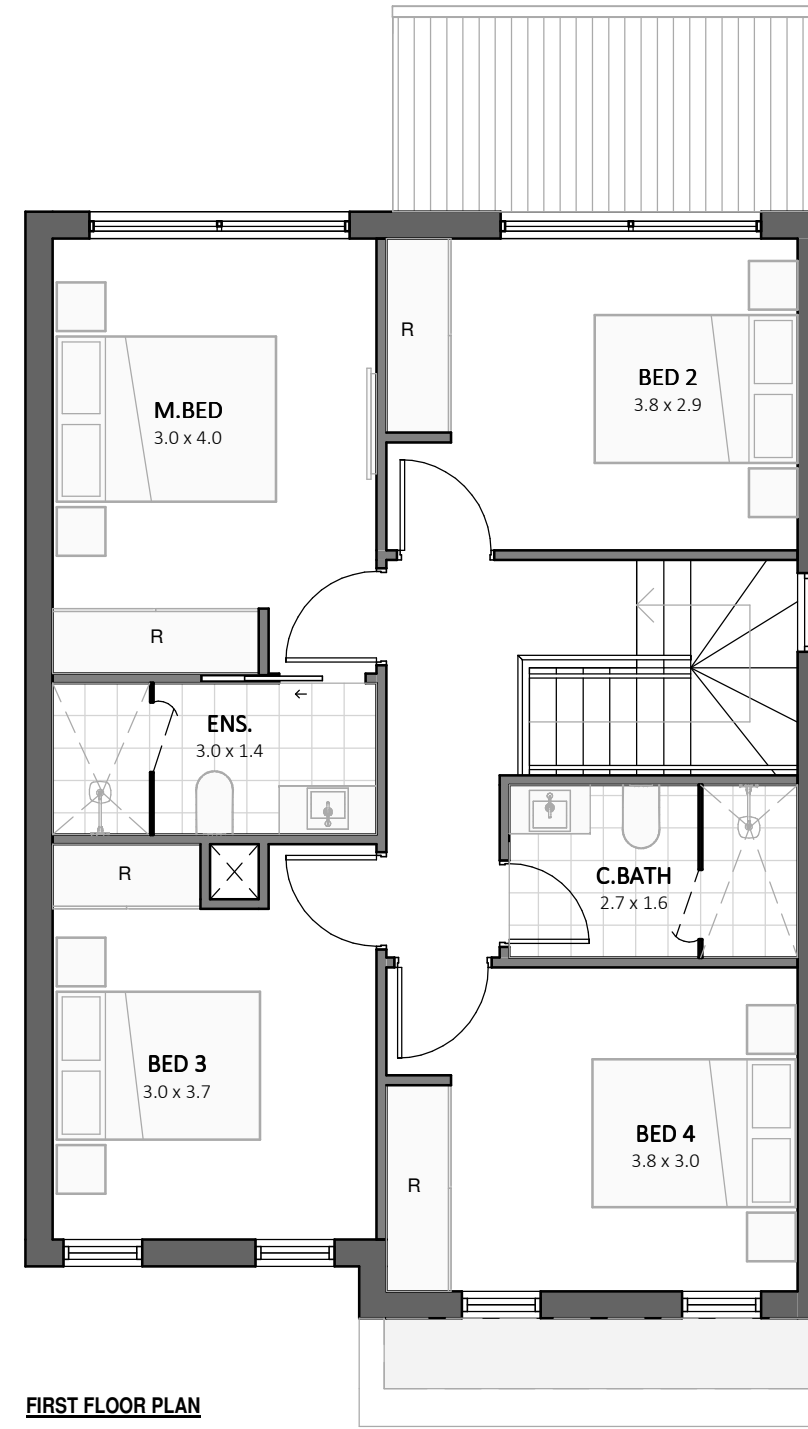 R
BED 2
3.8 x 2.9
M.BED
3.0 x 4.0
R
ENS.
3.0 x 1.4
R
C.BATH
2.7 x 1.6
BED 3
3.0 x 3.7
BED 4
3.8 x 3.0
R
FIRST FLOOR PLAN